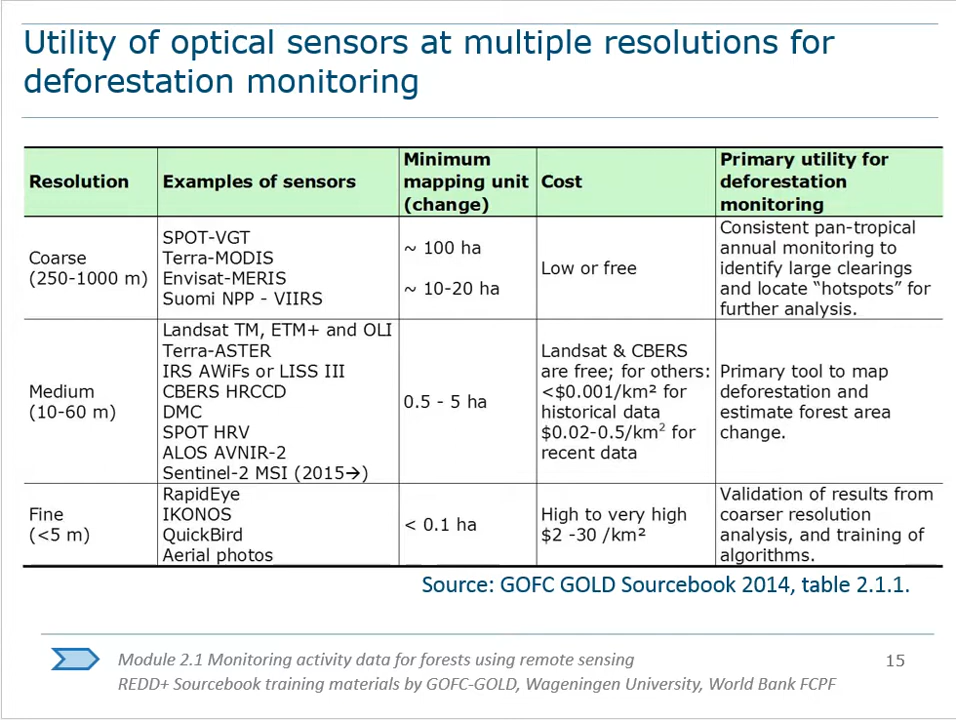 Utility of optical sensors at multiple resolutions for
deforestation monitoring
Resolution
Examples of sensors
Minimum
mapping unit
(change)
Cost
Primary utility for
deforestation
monitoring
Coarse
(250-1000 m)
SPOT-VGT
Terra-MODIS
Envisat-MERIS
Suomi NPP - VIIRS
~ 100 ha
~ 10-20 ha
Low or free
Consistent pan-tropical
annual monitoring to
identify large clearings
and locate “hotspots” for
further analysis.
Medium
(10-60 m)
Landsat TM, ETM+ and OLI
Terra-ASTER
IRS AWiFs or LISS III
CBERS HRCCD
DMC
SPOT HRV
ALOS AVNIR-2
Sentinel-2 MSI (2015→)
0.5 - 5 ha
Landsat & CBERS
are free; for others:
<$0.001/km² for
historical data
$0.02-0.5/km² for
recent data
Primary tool to map
deforestation and
estimate forest area
change.
Fine
(<5 m)
RapidEye
IKONOS
QuickBird
Aerial photos
< 0.1 ha
High to very high
$2 -30 /km²
Validation of results from
coarser resolution
analysis, and training of
algorithms.
Source: GOFC GOLD Sourcebook 2014, table 2.1.1.
Module 2.1 Monitoring activity data for forests using remote sensing
REDD+ Sourcebook training materials by GOFC-GOLD, Wageningen University, World Bank FCPF
15